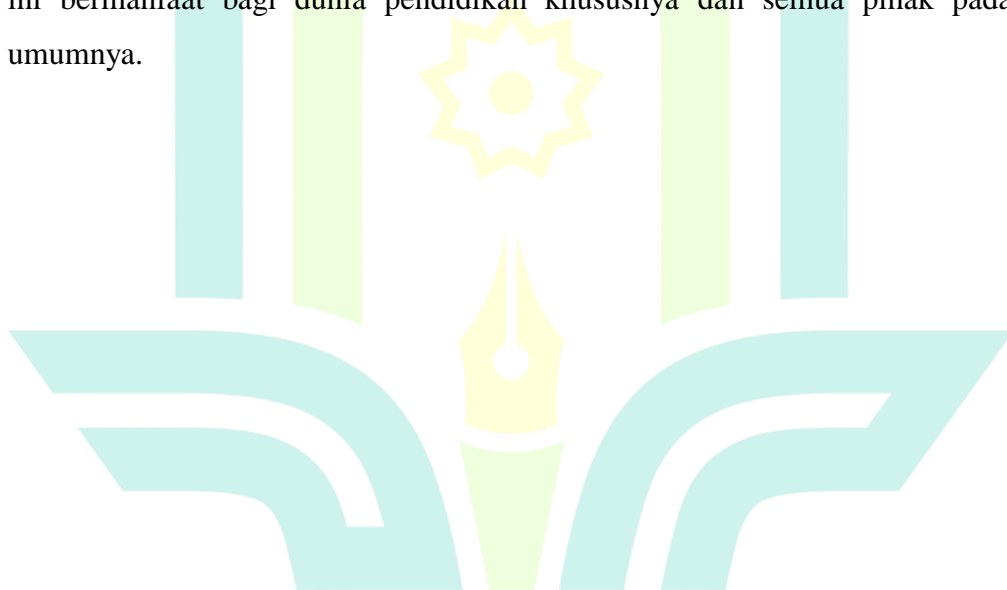 ini bermanfaat bagi dunia pendidikan khususnya dan semua pihak pada
umumnya.